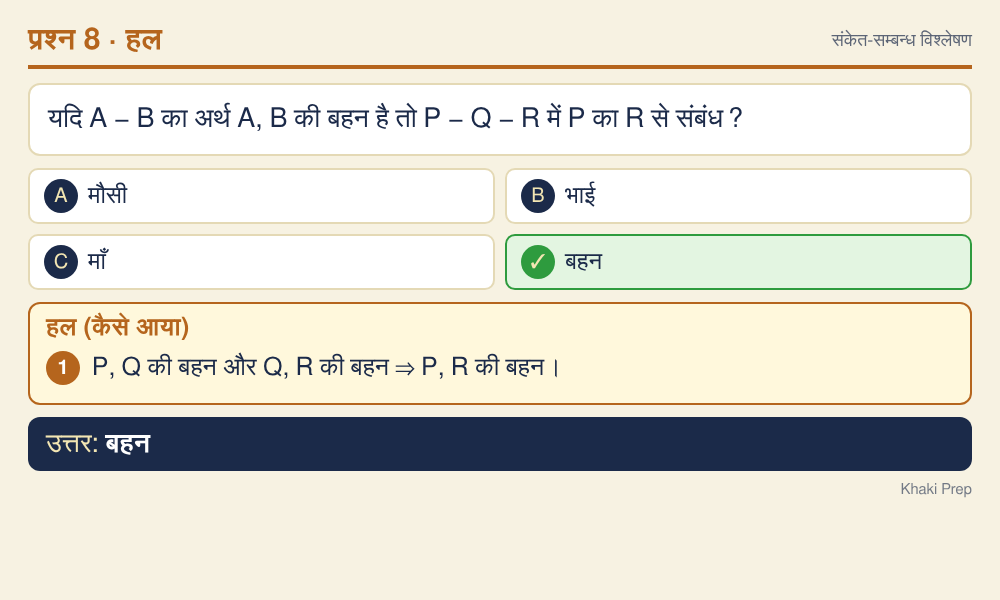 प्रश्न 8 · हल
संकेत-सम्बन्ध विश्लेषण
यदि A – B का अर्थ A, B की बहन है तो P – Q – R में P का R से संबंध ?
A मौसी
B भाई
C माँ
✓ बहन
हल (कैसे आया)
1 P, Q की बहन और Q, R की बहन ⇒ P, R की बहन।
उत्तर: बहन
Khaki Prep